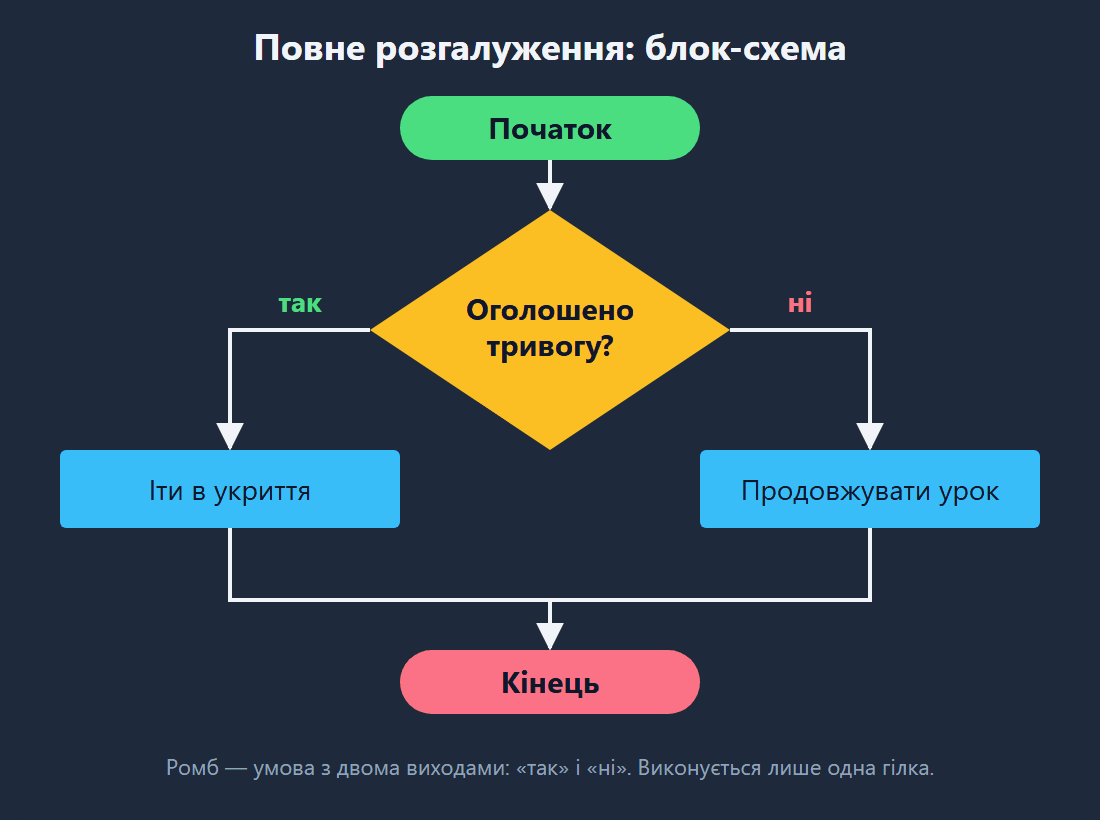 Повне розгалуження: блок-схема
Початок
Оголошено
тривогу?
так
ні
Іти в укриття
Продовжувати урок
Кінець
Ромб — умова з двома виходами: «так» і «ні». Виконується лише одна гілка.